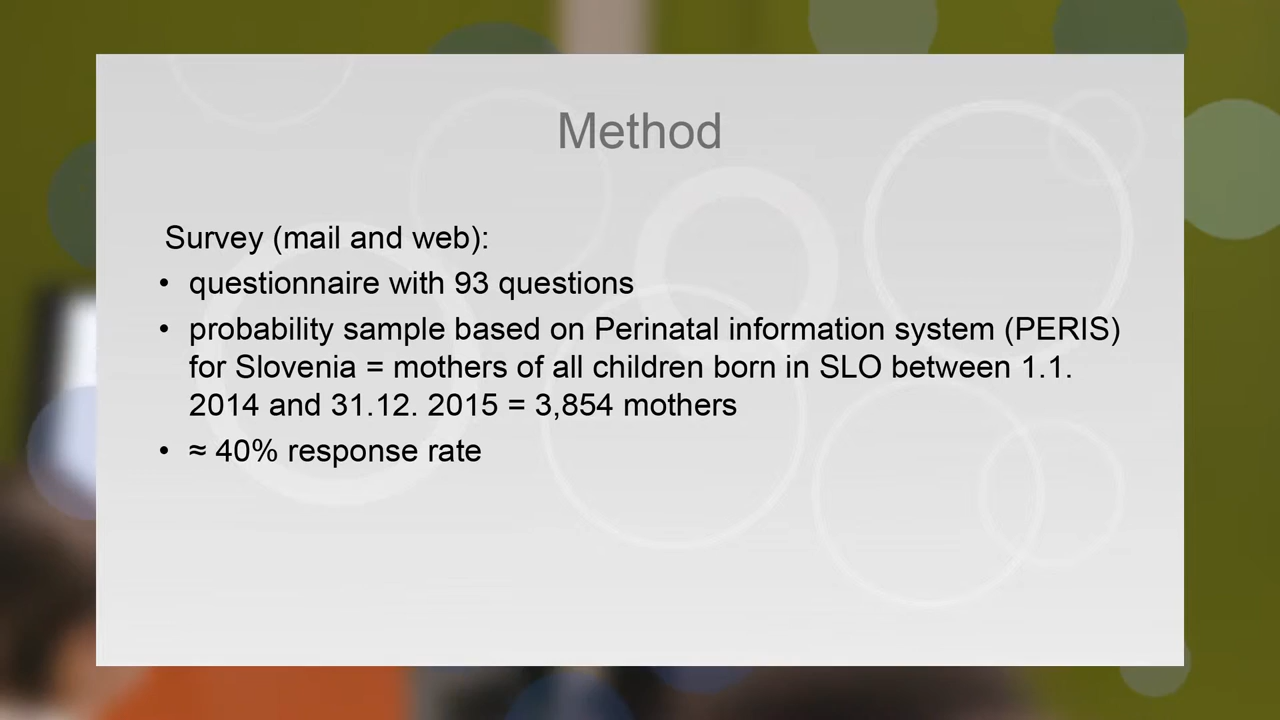 Method
Survey (mail and web):
• questionnaire with 93 questions
• probability sample based on Perinatal information system (PERIS)
for Slovenia = mothers of all children born in SLO between 1.1.
2014 and 31.12. 2015 = 3,854 mothers
• ≈ 40% response rate